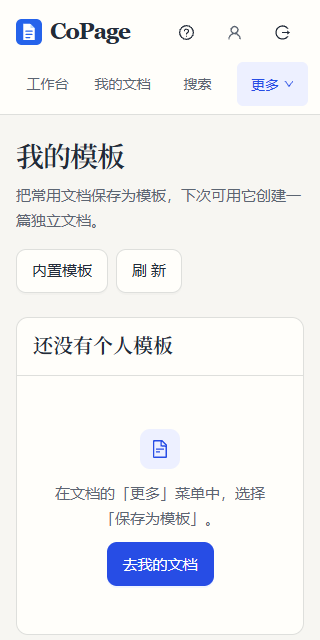 CoPage
工作台 我的文档 搜索 更多
我的模板
把常用文档保存为模板，下次可用它创建一
篇独立文档。
内置模板 刷 新
还没有个人模板
在文档的「更多」菜单中，选择
「保存为模板」。
去我的文档